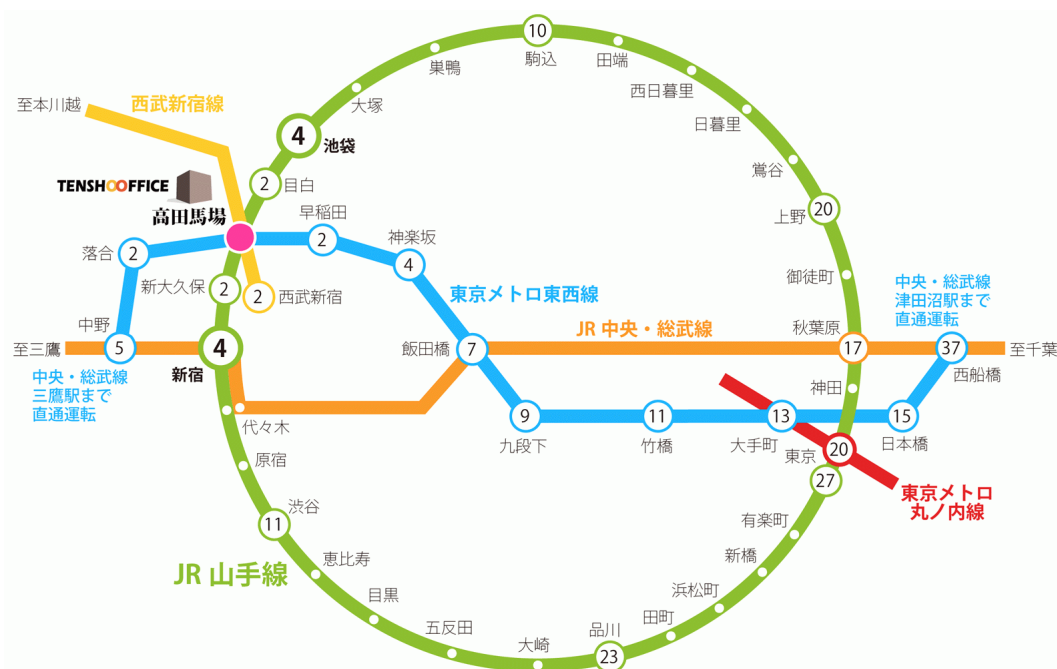 10
駒込
田端
巣鴨
西日暮里
大塚
日暮里
至本川越
西武新宿線
4
池袋
鶯谷
2
目白
TENSHOOFFICE
高田馬場
20
上野
早稲田
2
神楽坂
4
落合
2
新大久保
2
2
西武新宿
東京メトロ東西線
御徒町
中央・総武線
津田沼駅まで
直通運転
中野
5
至三鷹
4
新宿
飯田橋
7
JR 中央・総武線
秋葉原
17
37
西船橋
至千葉
中央・総武線
三鷹駅まで
直通運転
神田
代々木
9
九段下
11
竹橋
13
大手町
15
日本橋
東京
20
27
原宿
東京メトロ
丸ノ内線
渋谷
11
有楽町
恵比寿
新橋
JR 山手線
目黒
浜松町
五反田
田町
大崎
品川
23